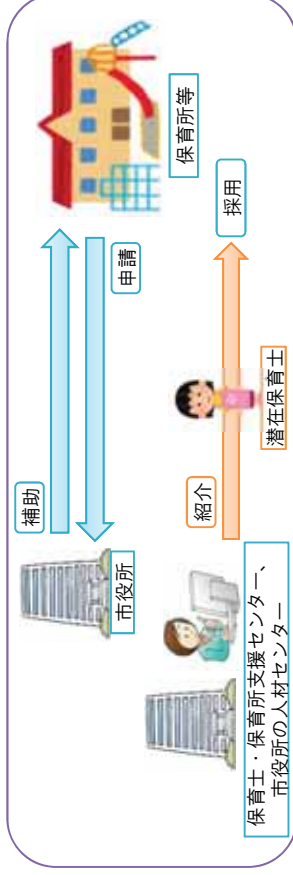 補助
申請
市役所
保育所等
紹介
採用
潜在保育士
保育士・保育所支援センター、
市役所の人材センター